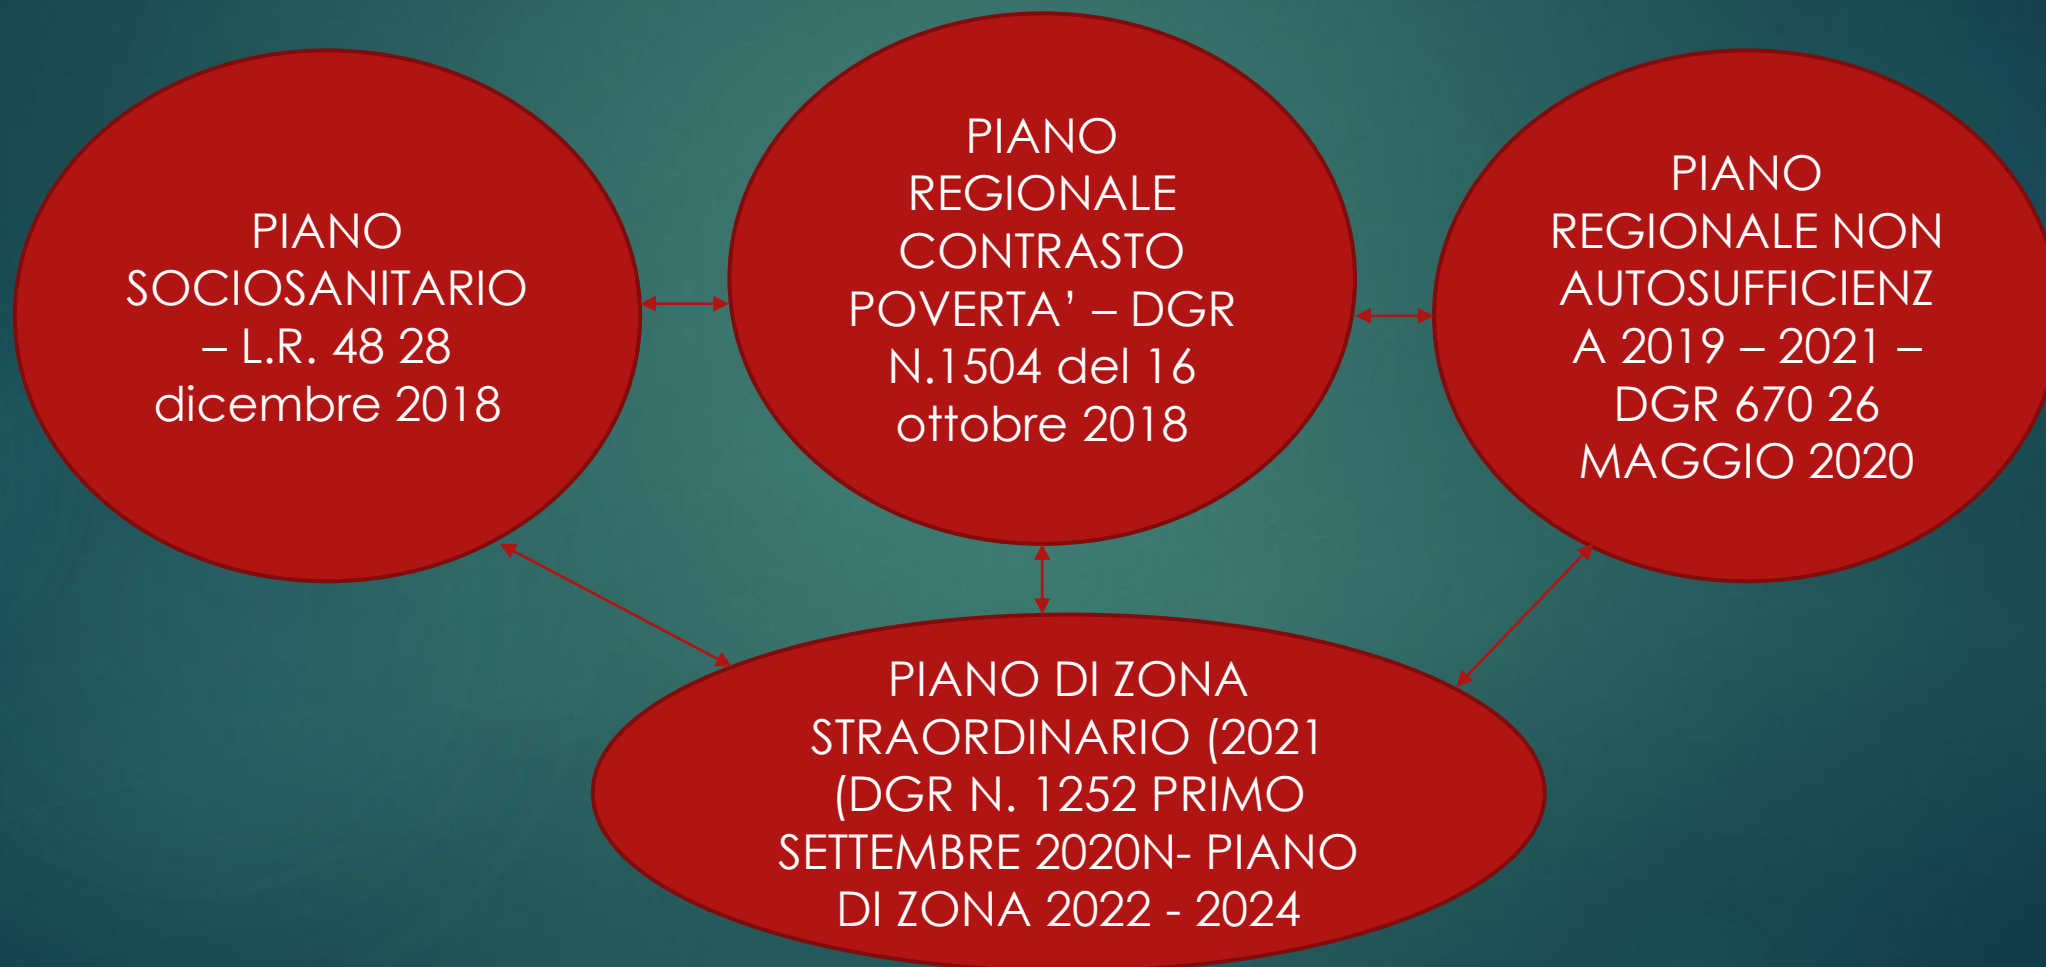 PIANO
SOCIOSANITARIO
– L.R. 48 28
dicembre 2018
PIANO
REGIONALE
CONTRASTO
POVERTA’ – DGR
N.1504 del 16
ottobre 2018
PIANO
REGIONALE NON
AUTOSUFFICIENZ
A 2019 – 2021 –
DGR 670 26
MAGGIO 2020
PIANO DI ZONA
STRAORDINARIO (2021
(DGR N. 1252 PRIMO
SETTEMBRE 2020N- PIANO
DI ZONA 2022 - 2024